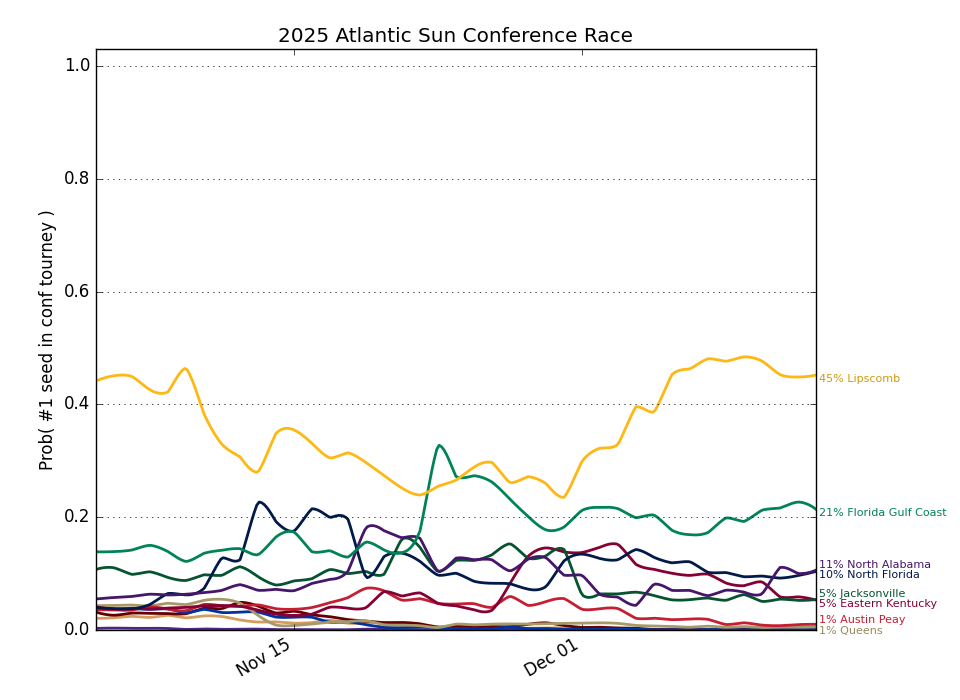 2025 Atlantic Sun Conference Race
Prob( #1 seed in conf tourney )
1.0
0.8
0.6
0.4
0.2
0.0
Nov 15
Dec 01
45% Lipscomb
21% Florida Gulf Coast
11% North Alabama
10% North Florida
5% Jacksonville
5% Eastern Kentucky
1% Austin Peay
1% Queens